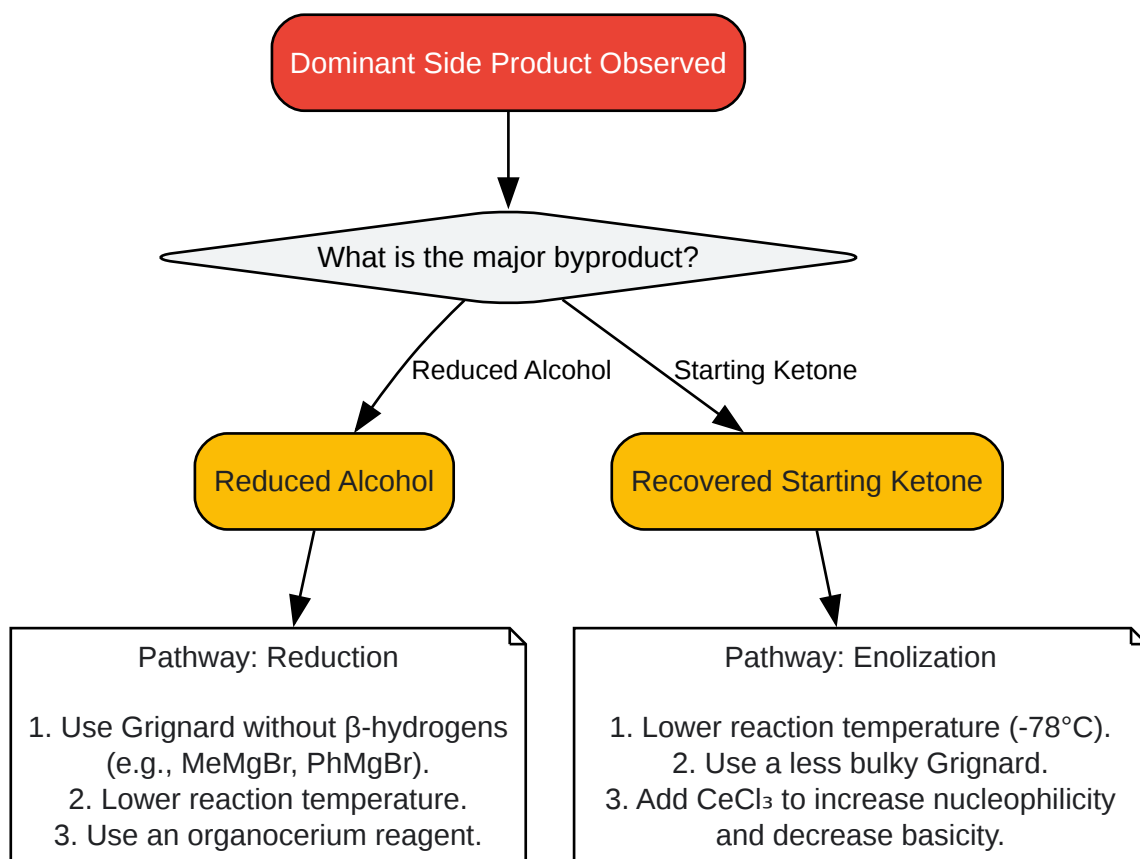 Dominant Side Product Observed
What is the major byproduct?
Reduced Alcohol
Starting Ketone
Reduced Alcohol
Recovered Starting Ketone
Pathway: Reduction
1. Use Grignard without β-hydrogens
(e.g., MeMgBr, PhMgBr).
2. Lower reaction temperature.
3. Use an organocerium reagent.
Pathway: Enolization
1. Lower reaction temperature (-78°C).
2. Use a less bulky Grignard.
3. Add CeCl₃ to increase nucleophilicity
and decrease basicity.